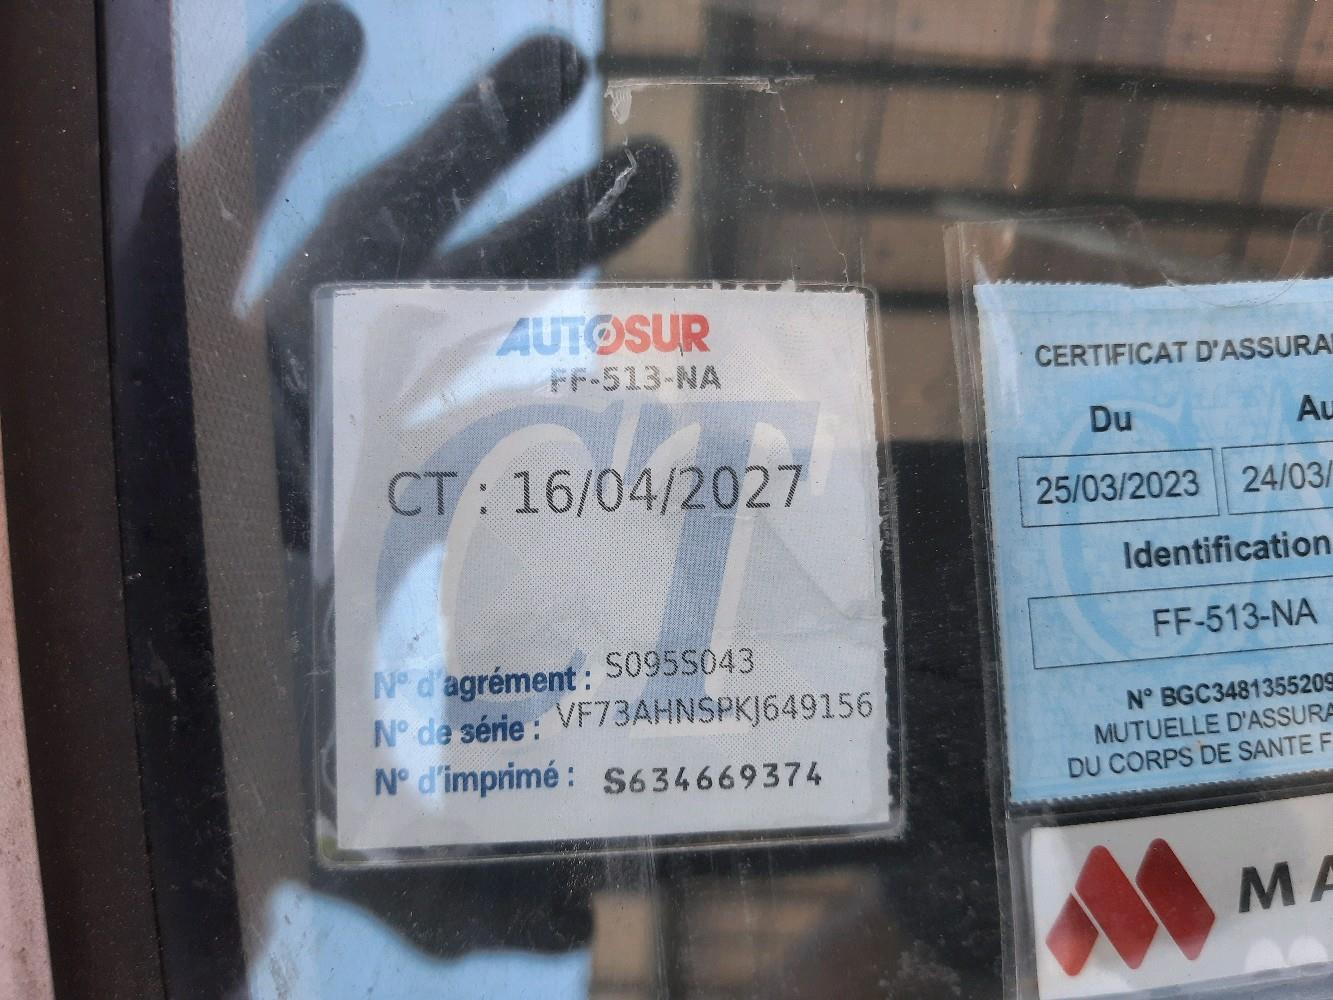 AUTOSUR
FF-513-NA
CT : 16/04/2027
N° d'agrément : S095S043
N° de série : VF73AHNSPKJ649156
N° d'imprimé : S634669374
CERTIFICAT D'ASSURA
Du Au
25/03/2023 24/03/
Identification
FF-513-NA
N° BGC3481355209
MUTUELLE D'ASSURA
DU CORPS DE SANTE F
MA